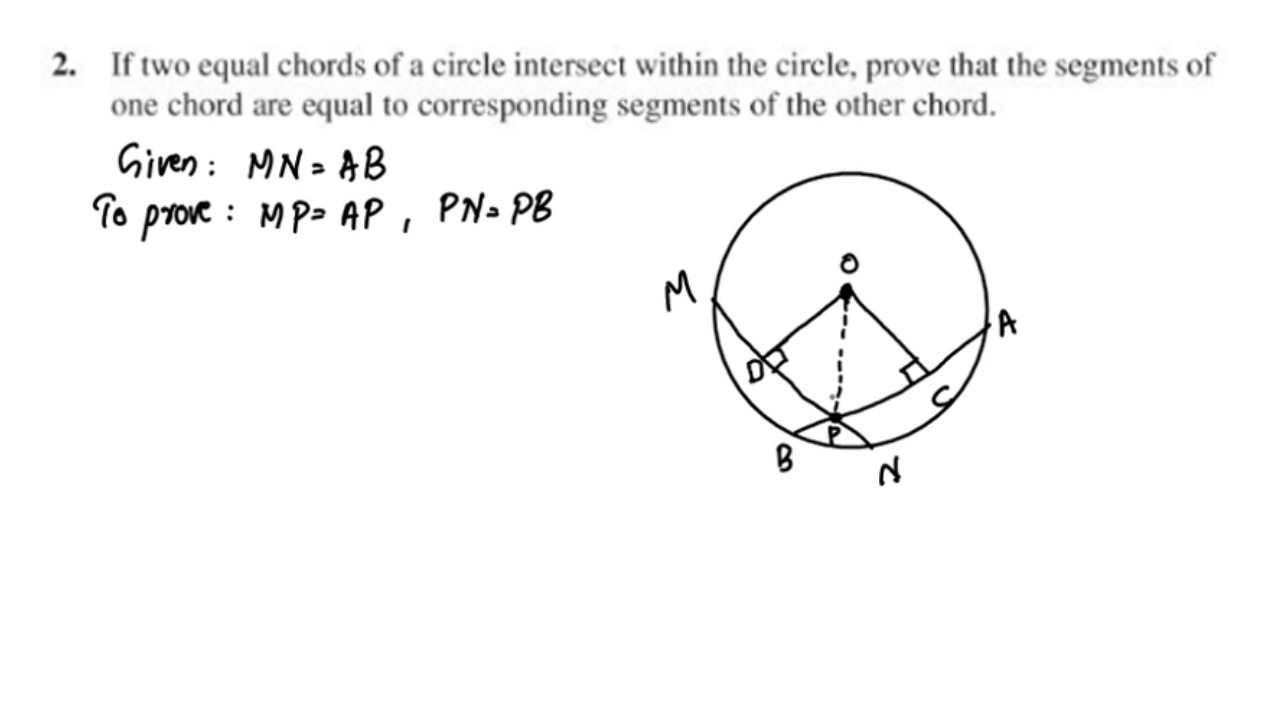 2. If two equal chords of a circle intersect within the circle, prove that the segments of
one chord are equal to corresponding segments of the other chord.
Given: MN = AB
To prove: MP = AP, PN = PB
O
M
A
D
C
P
B
N